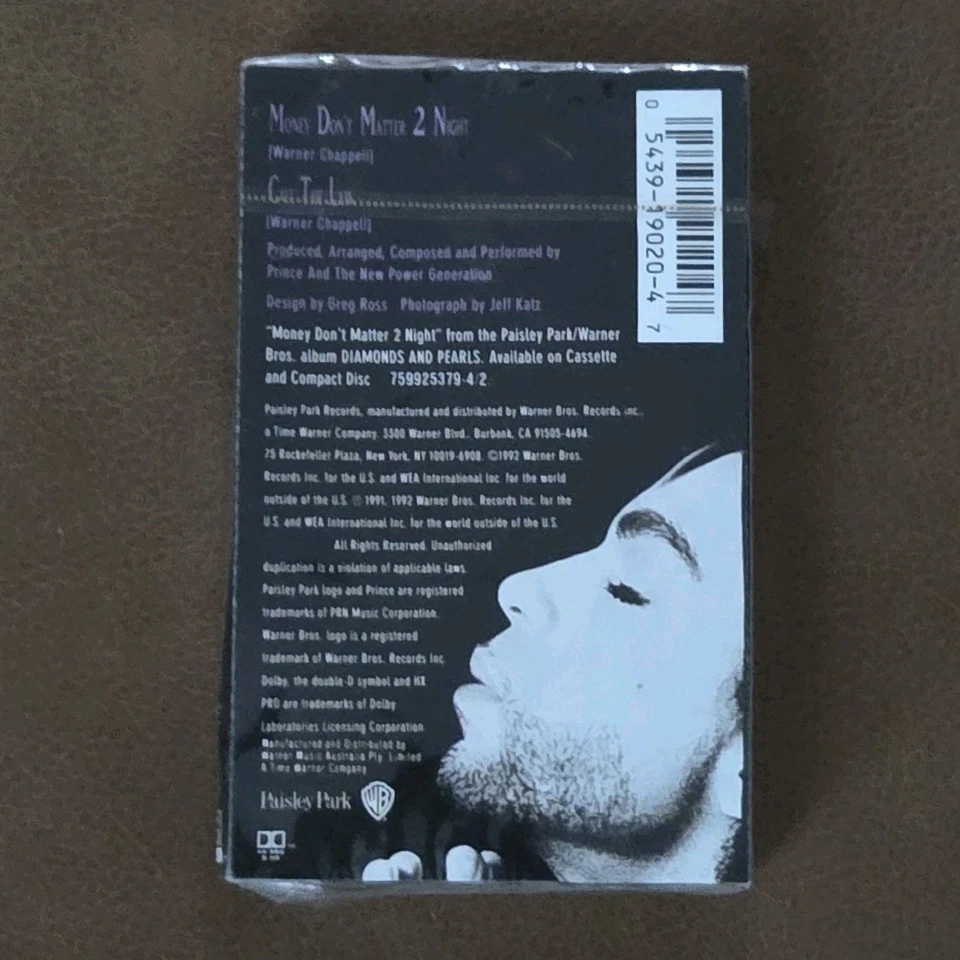 Money Don't Matter 2 Night
[Warner Chappell]
Call The Law
[Warner Chappell]
Produced, Arranged, Composed and Performed by
Prince And The New Power Generation
Design by Greg Ross Photograph by Jeff Katz
"Money Don't Matter 2 Night" from the Paisley Park/Warner
Bros. album DIAMONDS AND PEARLS. Available on Cassette
and Compact Disc 759925379-4/2
Paisley Park Records, manufactured and distributed by Warner Bros. Records Inc.,
a Time Warner Company. 3300 Warner Blvd., Burbank, CA 91505-4694.
75 Rockefeller Plaza, New York, NY 10019-6908. ©1992 Warner Bros.
Records Inc. for the U.S. and WEA International Inc. for the world
outside of the U.S. ℗ 1991, 1992 Warner Bros. Records Inc. for the
U.S. and WEA International Inc. for the world outside of the U.S.
All Rights Reserved. Unauthorized
duplication is a violation of applicable laws.
Paisley Park logo and Prince are registered
trademarks of PRN Music Corporation.
Warner Bros. logo is a registered
trademark of Warner Bros. Records Inc.
Dolby, the double-D symbol and HX
PRO are trademarks of Dolby
Laboratories Licensing Corporation
Manufactured and Distributed by
Warner Music Australia Pty. Limited
A Time Warner Company
Paisley Park WB
0 5439-19020-4 7